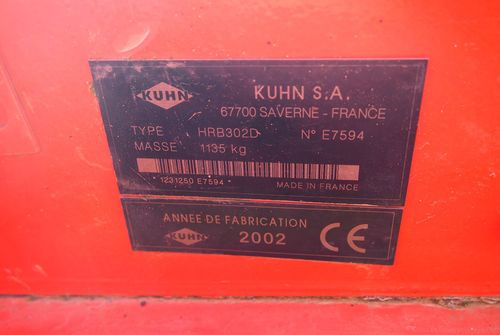 KUHN
KUHN S.A.
67700 SAVERNE - FRANCE
TYPE HRB302D N° E7594
MASSE 1135 kg
1231250 E7594 MADE IN FRANCE
ANNEE DE FABRICATION
KUHN 2002 CE